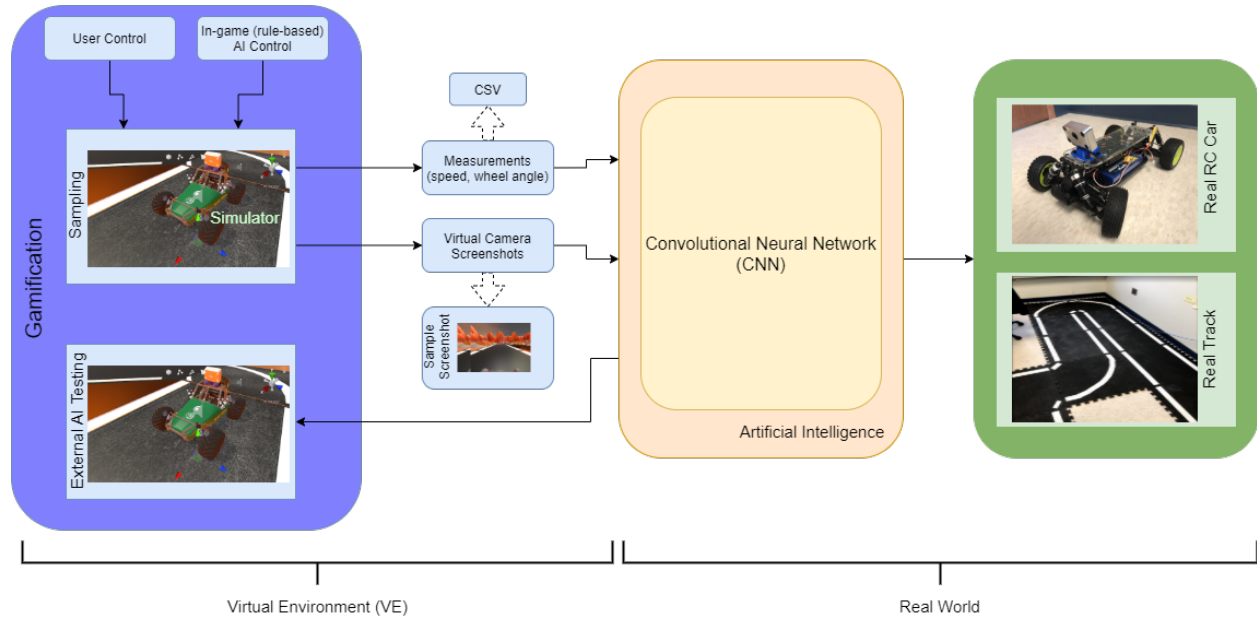 User Control
In-game (rule-based)
AI Control
Gamification
Sampling
Simulator
External AI Testing
CSV
Measurements
(speed, wheel angle)
Virtual Camera
Screenshots
Sample
Screenshot
Convolutional Neural Network
(CNN)
Artificial Intelligence
Real RC Car
Real Track
Virtual Environment (VE)
Real World